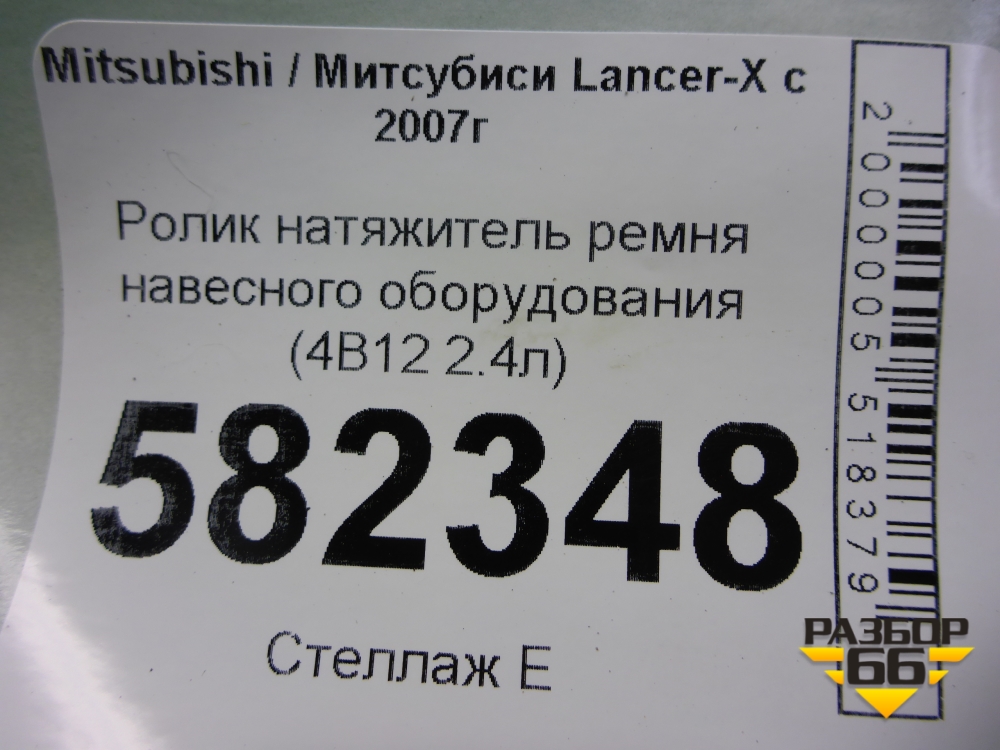 Mitsubishi / Митсубиси Lancer-X с
2007г
Ролик натяжитель ремня
навесного оборудования
(4B12 2.4л)
582348
Стеллаж Е
2000005518379
РАЗБОР
66